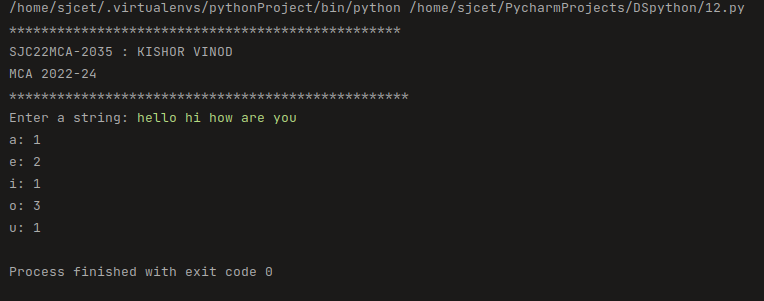 /home/sjcet/.virtualenvs/pythonProject/bin/python /home/sjcet/PycharmProjects/DSpython/12.py
*************************************************
SJC22MCA-2035 : KISHOR VINOD
MCA 2022-24
**************************************************
Enter a string: hello hi how are you
a: 1
e: 2
i: 1
o: 3
u: 1
Process finished with exit code 0